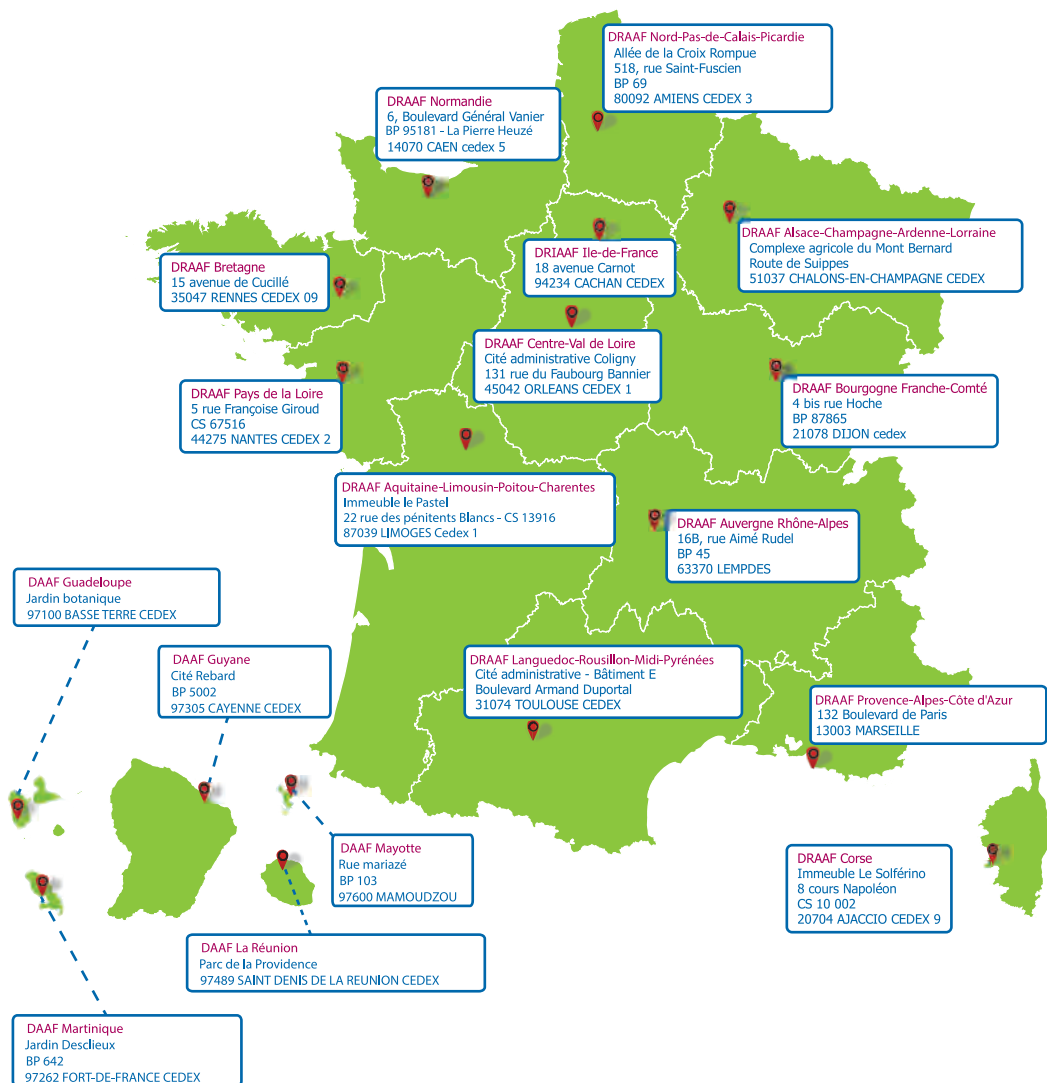 DRAAF Nord-Pas-de-Calais-Picardie
Allée de la Croix Rompue
518, rue Saint-Fuscien
BP 69
80092 AMIENS CEDEX 3
DRAAF Normandie
6, Boulevard Général Vanier
BP 95181 - La Pierre Heuzé
14070 CAEN cedex 5
DRAAF Alsace-Champagne-Ardenne-Lorraine
Complexe agricole du Mont Bernard
Route de Suippes
51037 CHALONS-EN-CHAMPAGNE CEDEX
DRIAAF Ile-de-France
18 avenue Carnot
94234 CACHAN CEDEX
DRAAF Bretagne
15 avenue de Cucillé
35047 RENNES CEDEX 09
DRAAF Centre-Val de Loire
Cité administrative Coligny
131 rue du Faubourg Bannier
45042 ORLEANS CEDEX 1
DRAAF Pays de la Loire
5 rue Françoise Giroud
CS 67516
44275 NANTES CEDEX 2
DRAAF Bourgogne Franche-Comté
4 bis rue Hoche
BP 87865
21078 DIJON cedex
DRAAF Aquitaine-Limousin-Poitou-Charentes
Immeuble le Pastel
22 rue des pénitents Blancs - CS 13916
87039 LIMOGES Cedex 1
DRAAF Auvergne Rhône-Alpes
16B, rue Aimé Rudel
BP 45
63370 LEMPDES
DAAF Guadeloupe
Jardin botanique
97100 BASSE TERRE CEDEX
DAAF Guyane
Cité Rebard
BP 5002
97305 CAYENNE CEDEX
DRAAF Languedoc-Rousillon-Midi-Pyrénées
Cité administrative - Bâtiment E
Boulevard Armand Duportal
31074 TOULOUSE CEDEX
DRAAF Provence-Alpes-Côte d'Azur
132 Boulevard de Paris
13003 MARSEILLE
DAAF Mayotte
Rue mariazé
BP 103
97600 MAMOUDZOU
DRAAF Corse
Immeuble Le Solférino
8 cours Napoléon
CS 10 002
20704 AJACCIO CEDEX 9
DAAF La Réunion
Parc de la Providence
97489 SAINT DENIS DE LA REUNION CEDEX
DAAF Martinique
Jardin Desclieux
BP 642
97262 FORT-DE-FRANCE CEDEX